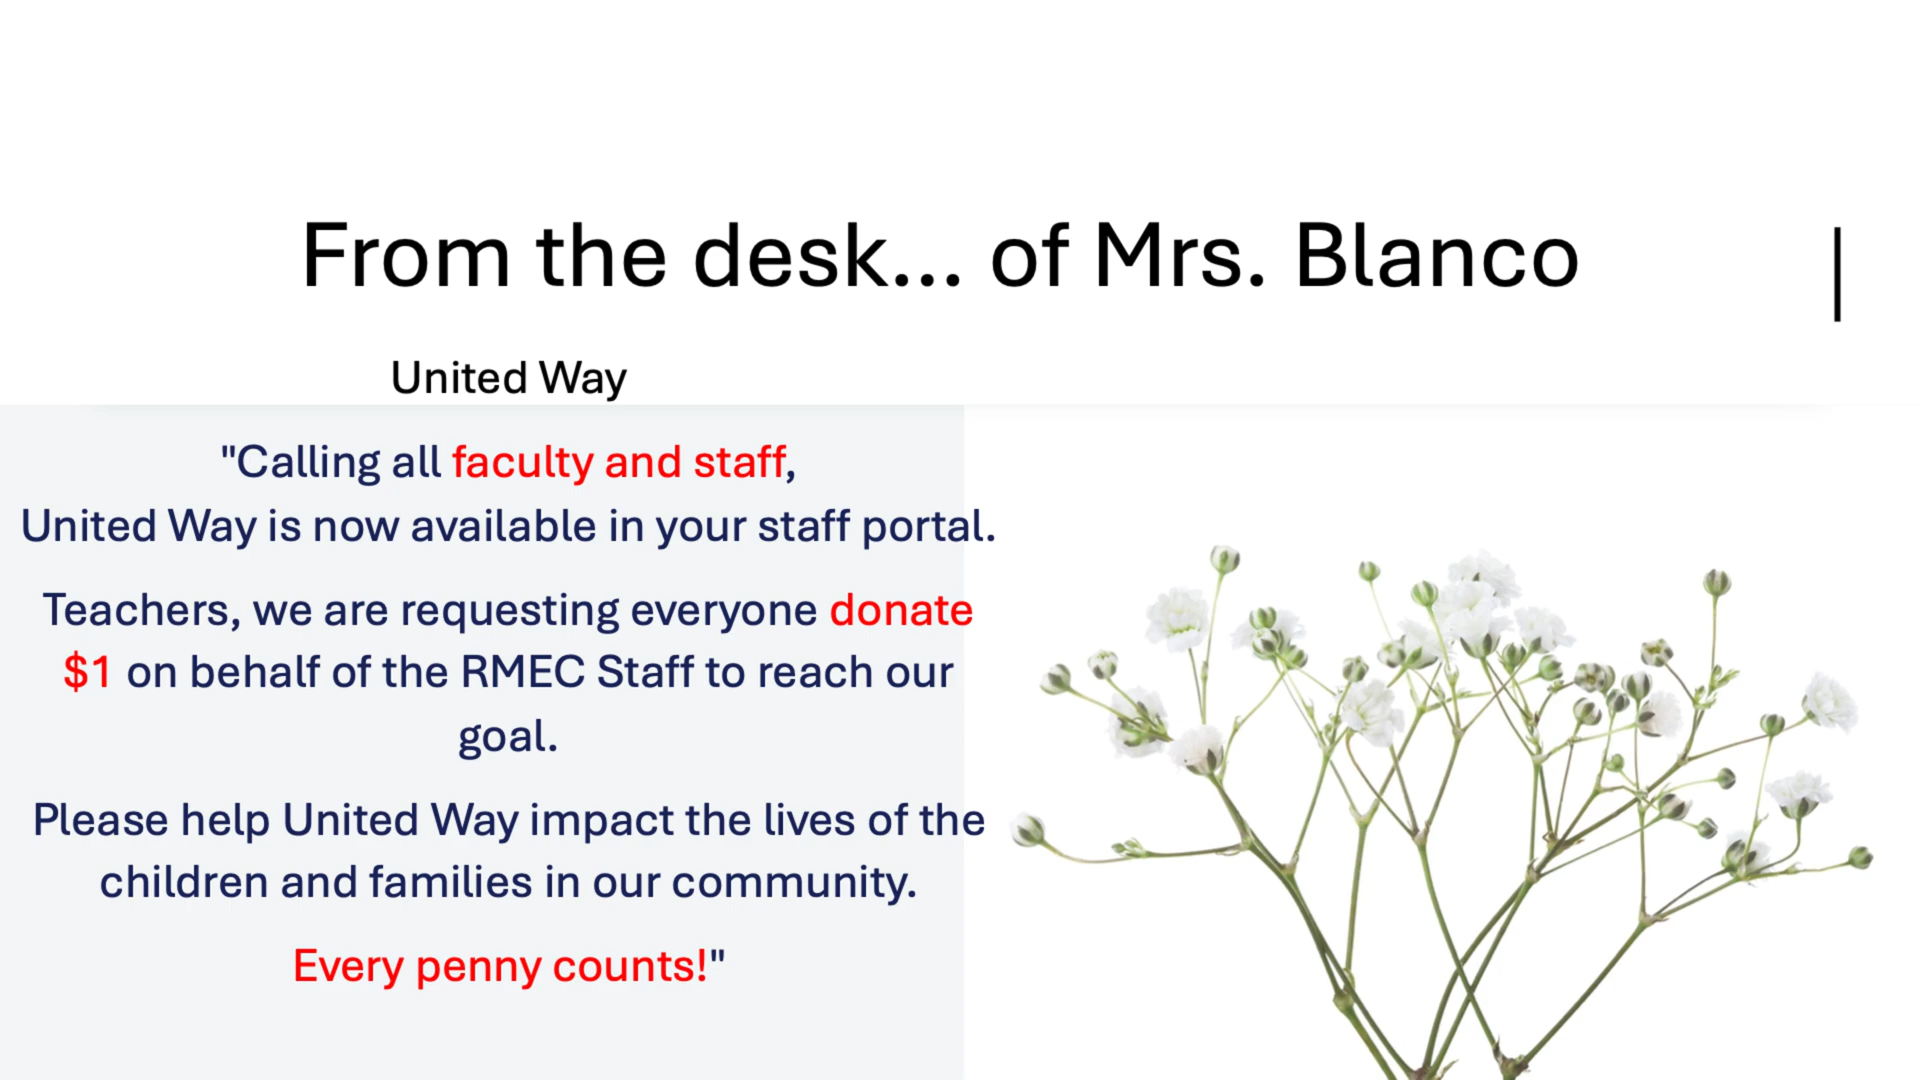 From the desk... of Mrs. Blanco
United Way
"Calling all faculty and staff,
United Way is now available in your staff portal.
Teachers, we are requesting everyone donate
$1 on behalf of the RMEC Staff to reach our
goal.
Please help United Way impact the lives of the
children and families in our community.
Every penny counts!"